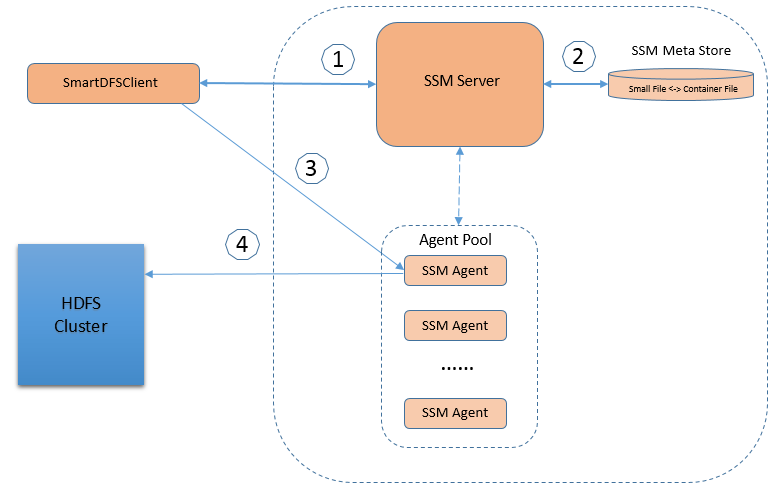 1
2
SSM Meta Store
SmartDFSClient
SSM Server
Small File <-> Container File
3
4
Agent Pool
SSM Agent
HDFS
Cluster
SSM Agent
......
SSM Agent